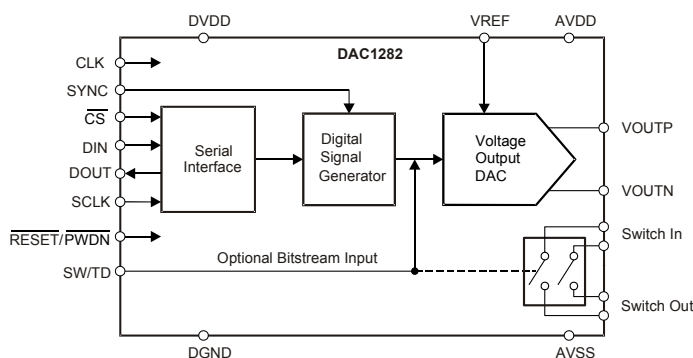 DVDD
VREF
AVDD
DAC1282
CLK
SYNC
CS
DIN
DOUT
SCLK
RESET/PWDN
SW/TD
Serial
Interface
Digital
Signal
Generator
Voltage
Output
DAC
VOUTP
VOUTN
Switch In
Optional Bitstream Input
Switch Out
DGND
AVSS